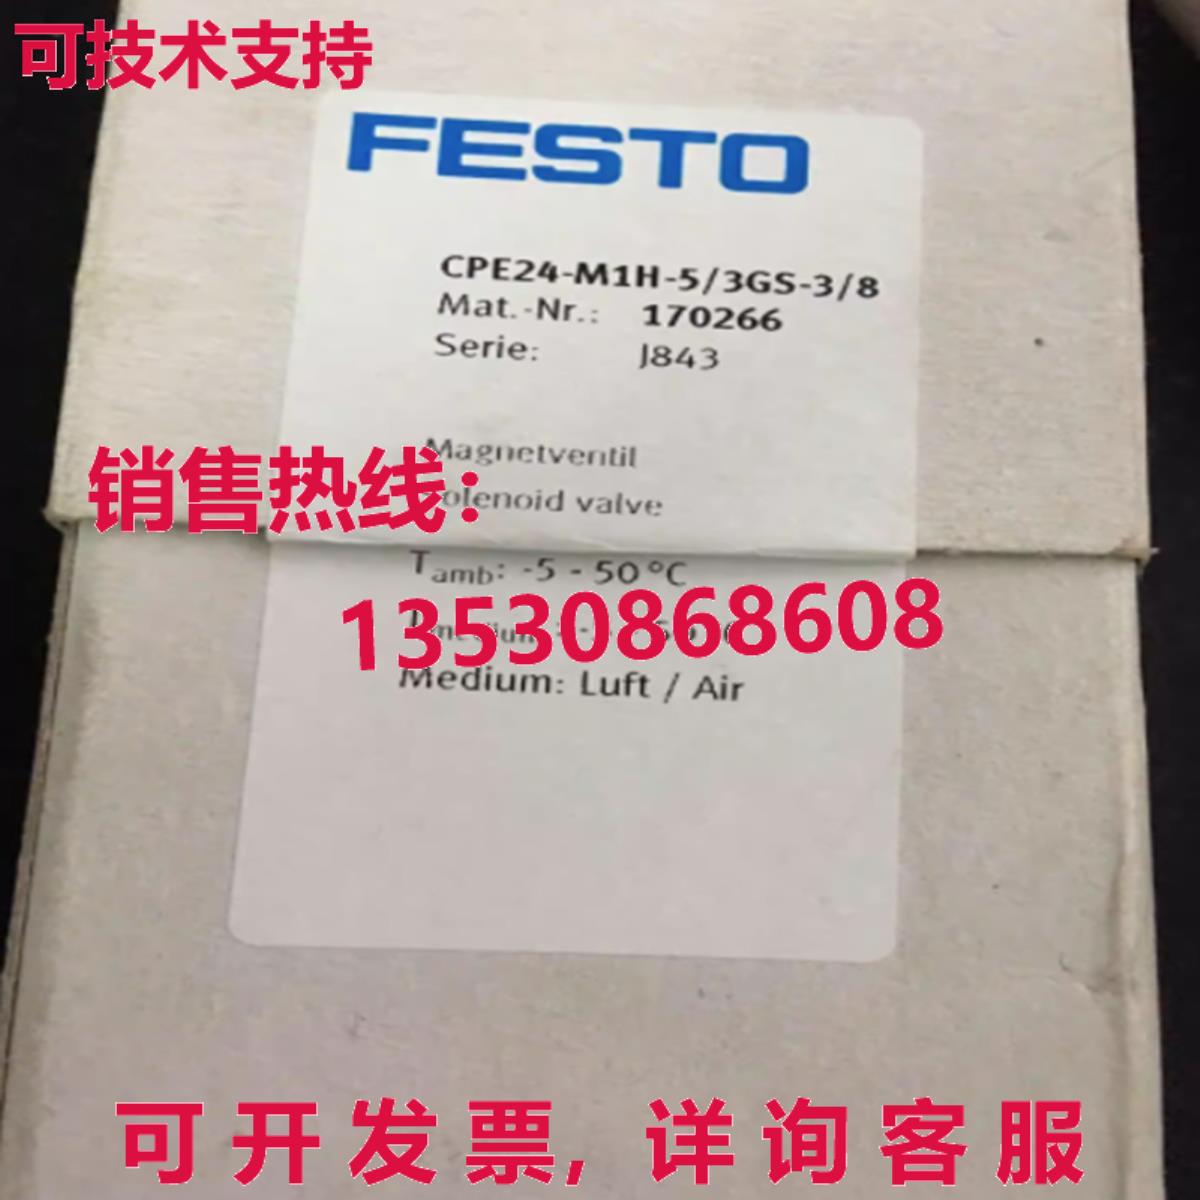 可技术支持
FESTO
CPE24-M1H-5/3GS-3/8
Mat.-Nr.: 170266
Serie: J843
Magnetventil
销售热线：
Solenoid valve
Tamb: -5 - 50°C
13530868608
Medium: Luft / Air
可开发票, 详询客服